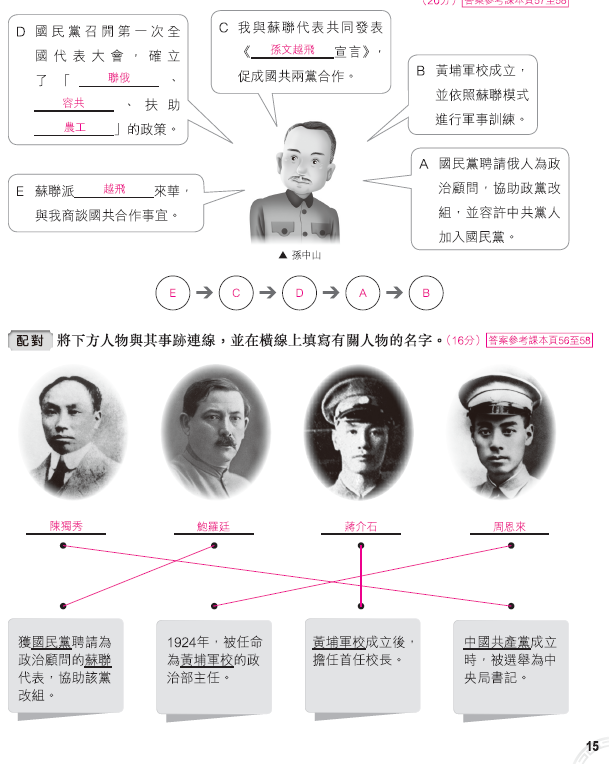 （20分）答案參考課本頁57至58
D 國民黨召開第一次全
國代表大會，確立
了「聯俄、
容共、扶助
農工」的政策。
C 我與蘇聯代表共同發表
《孫文越飛宣言》，
促成國共兩黨合作。
B 黃埔軍校成立，
並依照蘇聯模式
進行軍事訓練。
E 蘇聯派越飛來華，
與我商談國共合作事宜。
A 國民黨聘請俄人為政
治顧問，協助政黨改
組，並容許中共黨人
加入國民黨。
▲ 孫中山
E → C → D → A → B
配對 將下方人物與其事跡連線，並在橫線上填寫有關人物的名字。（16分）答案參考課本頁56至58
陳獨秀 鮑羅廷 蔣介石 周恩來
獲國民黨聘請為
政治顧問的蘇聯
代表，協助該黨
改組。
1924年，被任命
為黃埔軍校的政
治部主任。
黃埔軍校成立後，
擔任首任校長。
中國共產黨成立
時，被選舉為中
央局書記。
15